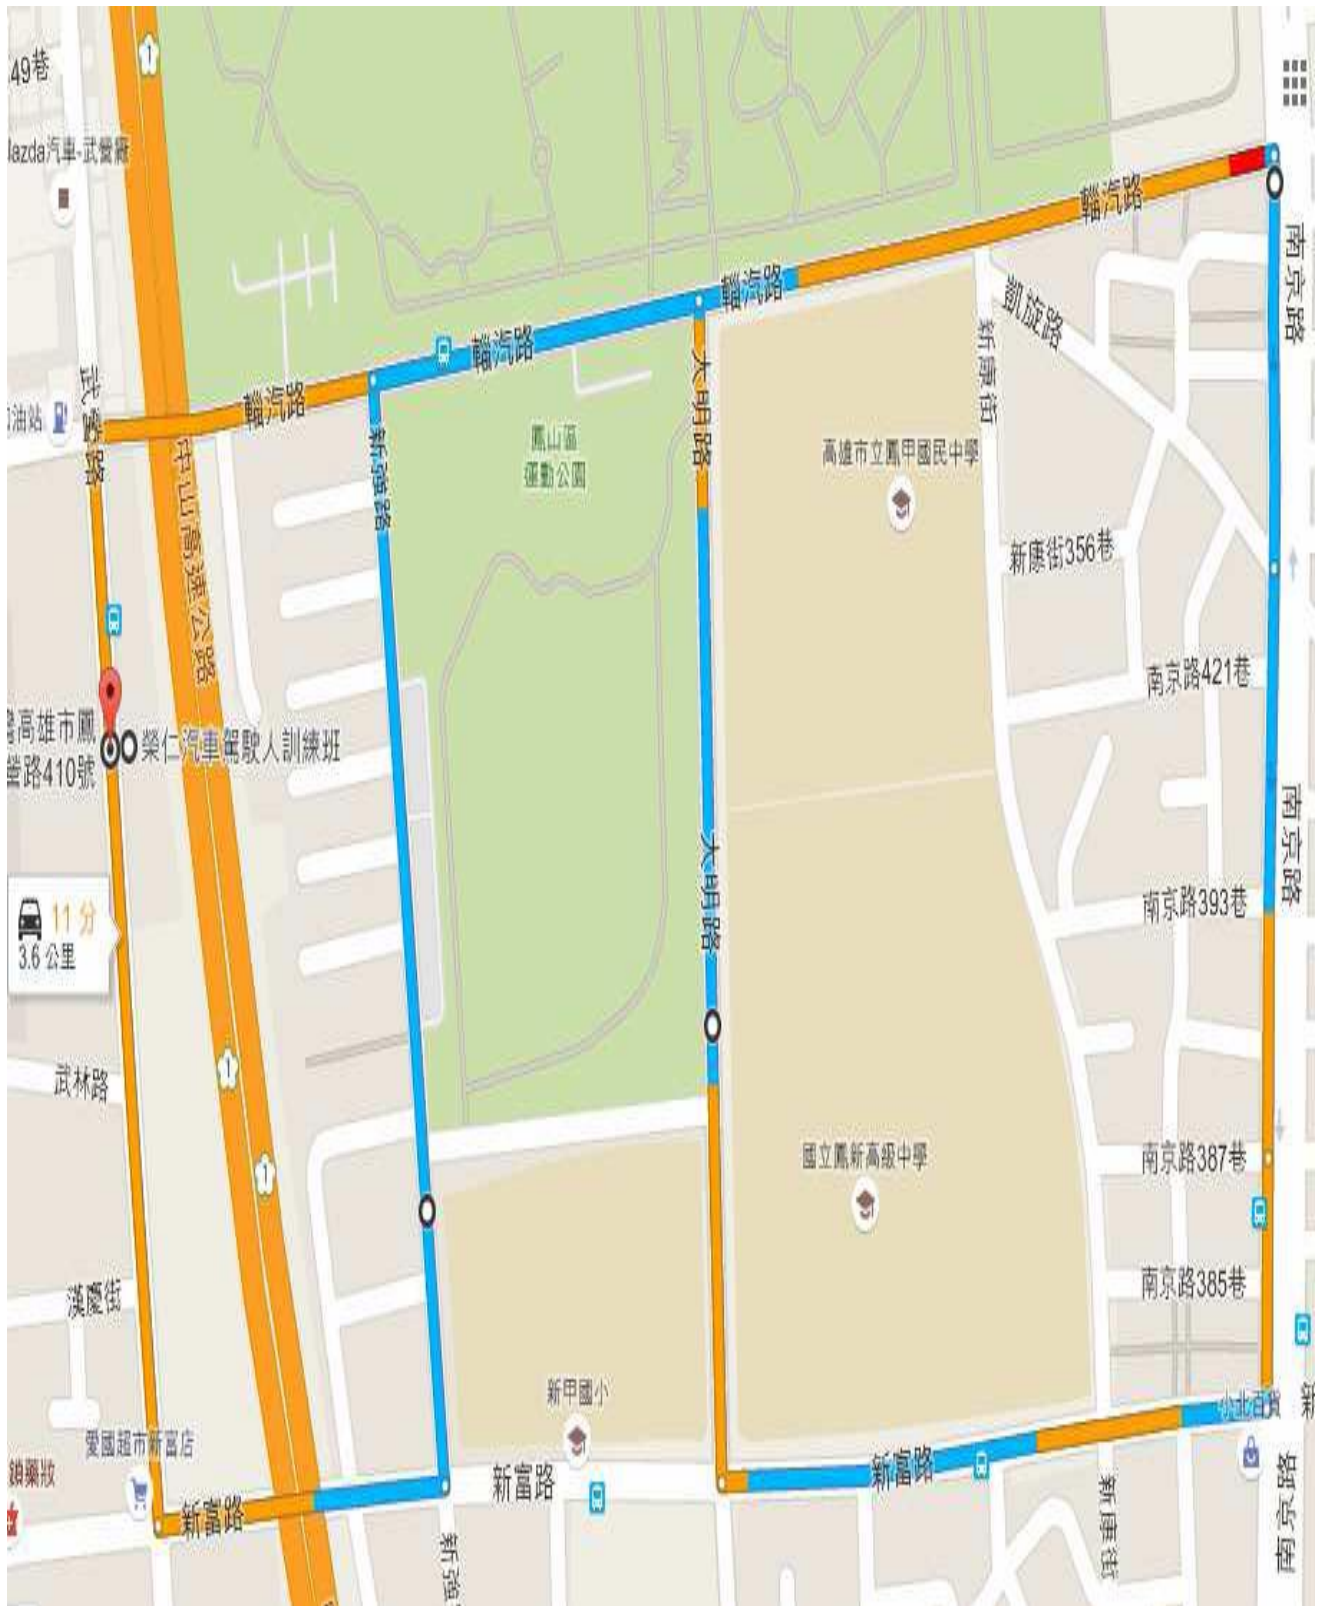 49巷
1
azda汽車-武營廠
輜汽路
南京路
輜汽路
凱旋路
輜汽路
新康街
武營路
油站
輜汽路
大明路
鳳山區
運動公園
高雄市立鳳甲國民中學
新強路
中山高速公路
新康街356巷
南京路421巷
高雄市鳳
路410號
榮仁汽車駕駛人訓練班
南京路
大明路
南京路393巷
11 分
3.6 公里
1
武林路
國立鳳新高級中學
南京路387巷
1
漢慶街
南京路385巷
新甲國小
小北百貨
新
愛國超市新富店
鎖藥妝
新富路
新富路
新富路
南京路
新康街
新強